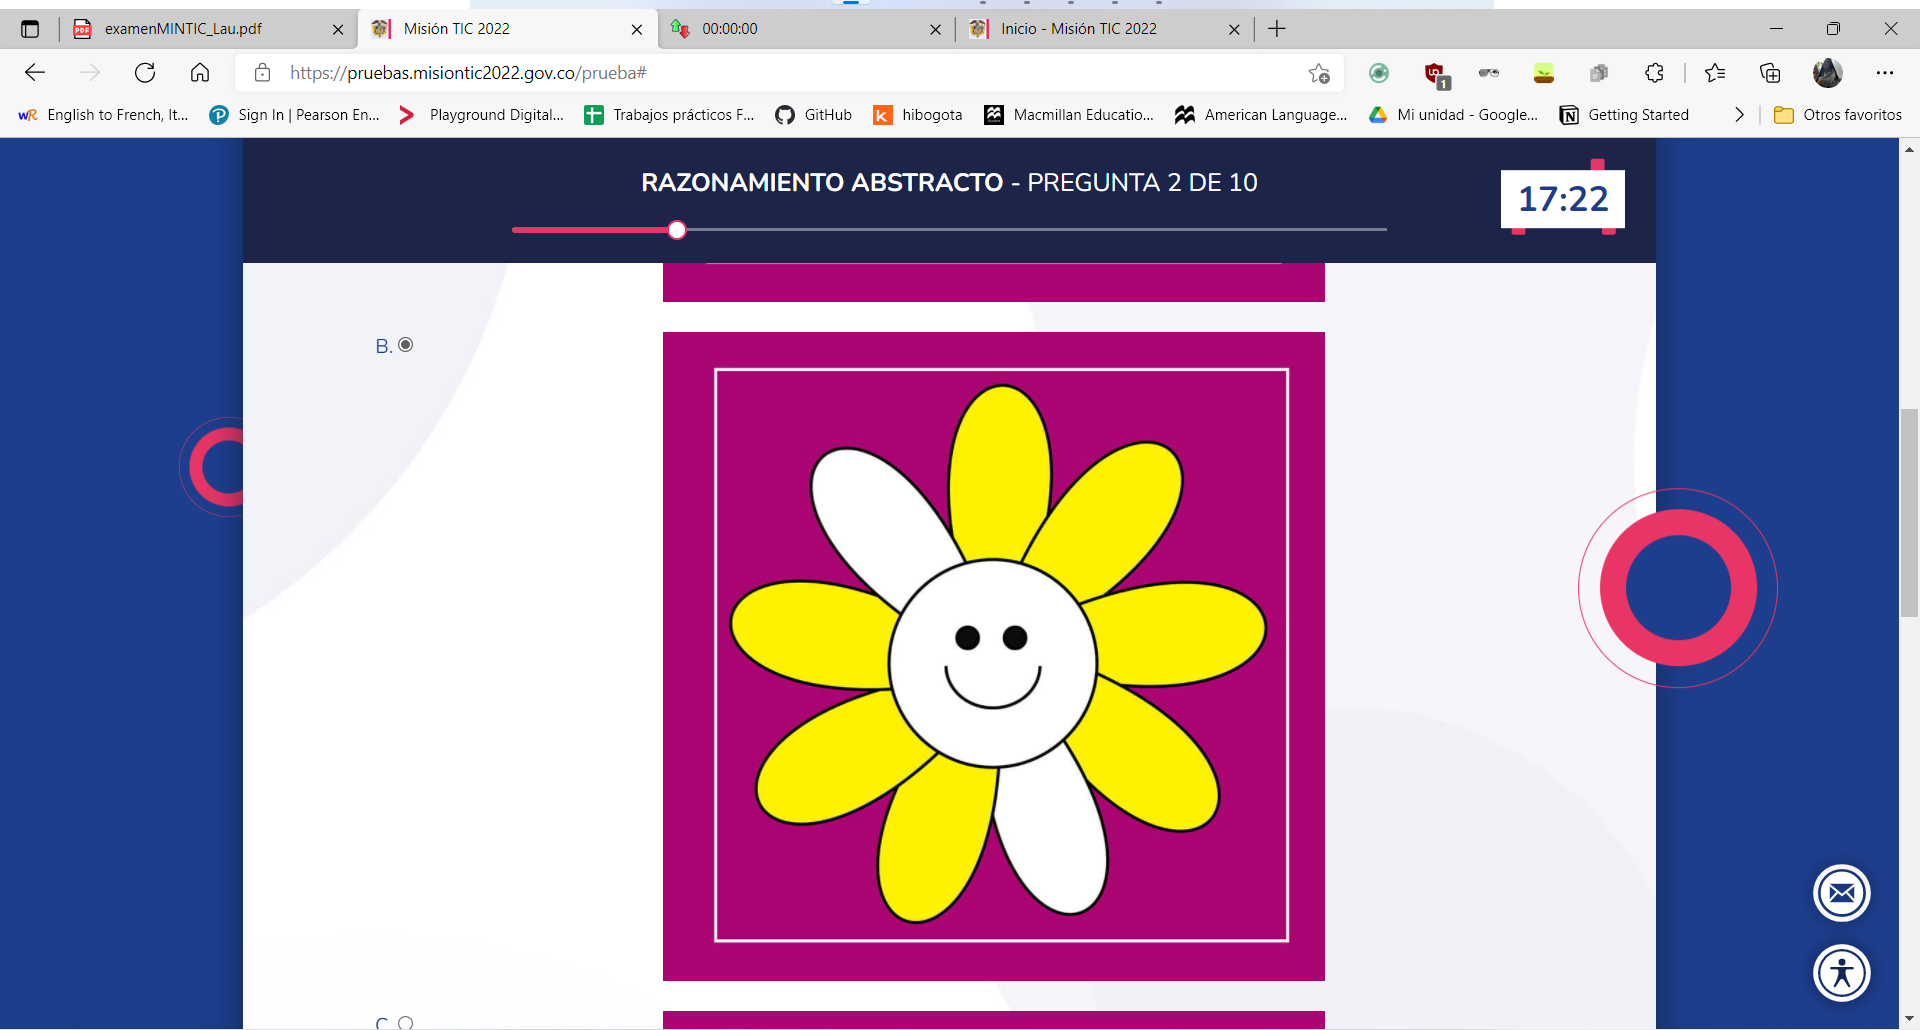 examenMINTIC_Lau.pdf
Misión TIC 2022
00:00:00
Inicio - Misión TIC 2022
https://pruebas.misiontic2022.gov.co/prueba#
1
English to French, It...
Sign In | Pearson En...
Playground Digital...
Trabajos prácticos F...
GitHub
hibogota
Macmillan Educatio...
American Language...
Mi unidad - Google...
Getting Started
Otros favoritos
RAZONAMIENTO ABSTRACTO - PREGUNTA 2 DE 10
17:22
B.
C